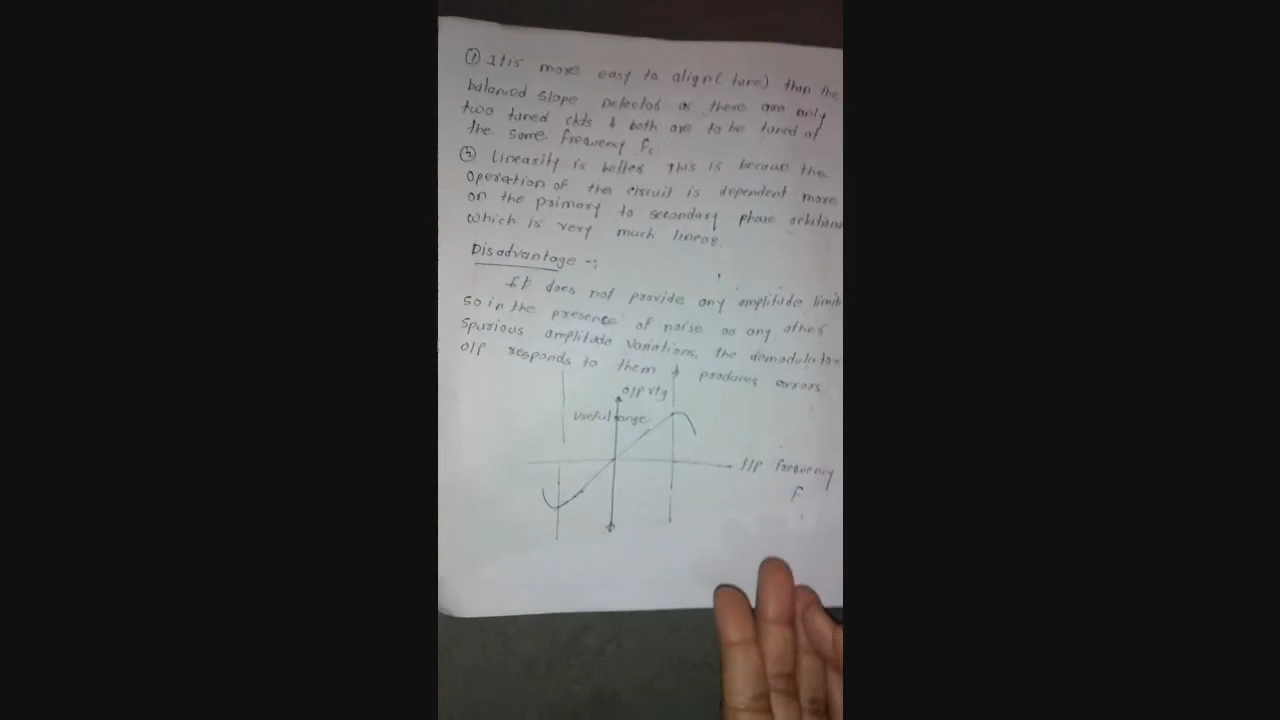 ① It is more easy to align (tune) than the
balanced slope Detector as there are only
two tuned ckts & both are to be tuned at
the same frequency fc
② Linearity is better This is because the
operation of the circuit is dependent more
on the primary to secondary phase relation
which is very much linear.
Disadvantage -:
It does not provide any amplitude limit
so in the presence of noise or any other
spurious amplitude variations, the demodulator
O/P responds to them & produces errors.
O/P vtg
useful range
I/P frequency
f